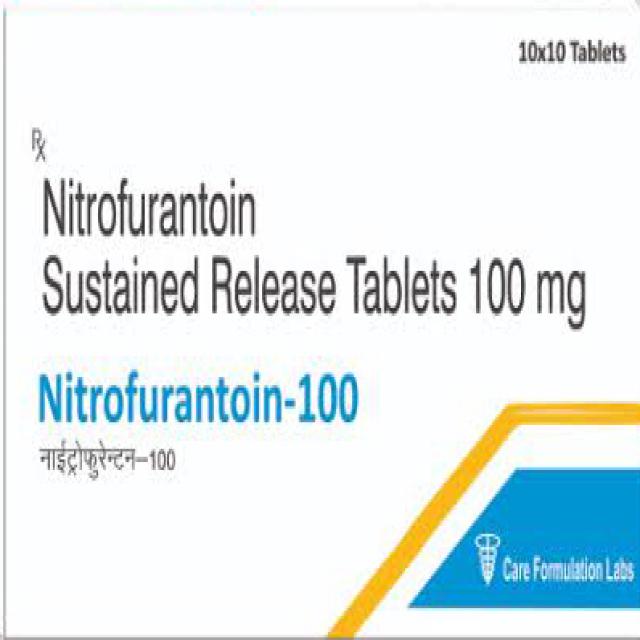 10x10 Tablets
Rx
Nitrofurantoin
Sustained Release Tablets 100 mg
Nitrofurantoin-100
नाईट्रोफुरेन्टन–100
Care Formulation Labs